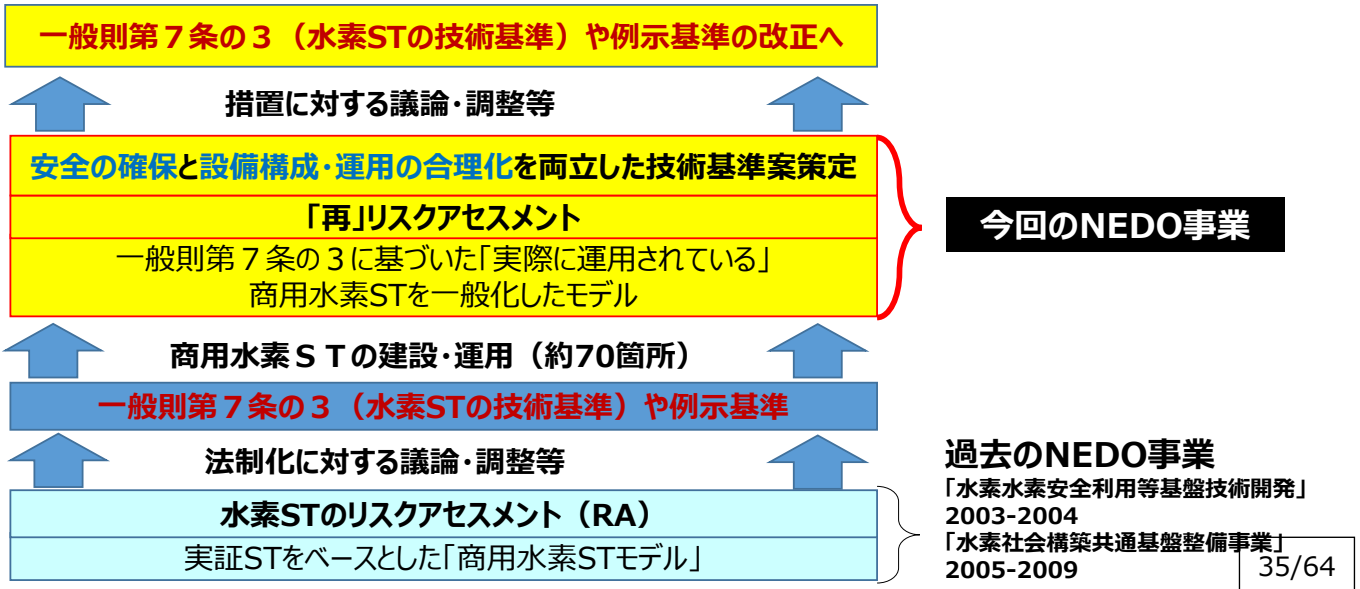 一般則第７条の３（水素STの技術基準）や例示基準の改正へ
措置に対する議論・調整等
安全の確保と設備構成・運用の合理化を両立した技術基準案策定
「再」リスクアセスメント
一般則第７条の３に基づいた「実際に運用されている」
商用水素STを一般化したモデル
今回のNEDO事業
商用水素ＳＴの建設・運用（約70箇所）
一般則第７条の３（水素STの技術基準）や例示基準
法制化に対する議論・調整等
水素STのリスクアセスメント（RA）
実証STをベースとした「商用水素STモデル」
過去のNEDO事業
「水素水素安全利用等基盤技術開発」
2003-2004
「水素社会構築共通基盤整備事業」
2005-2009
35/64